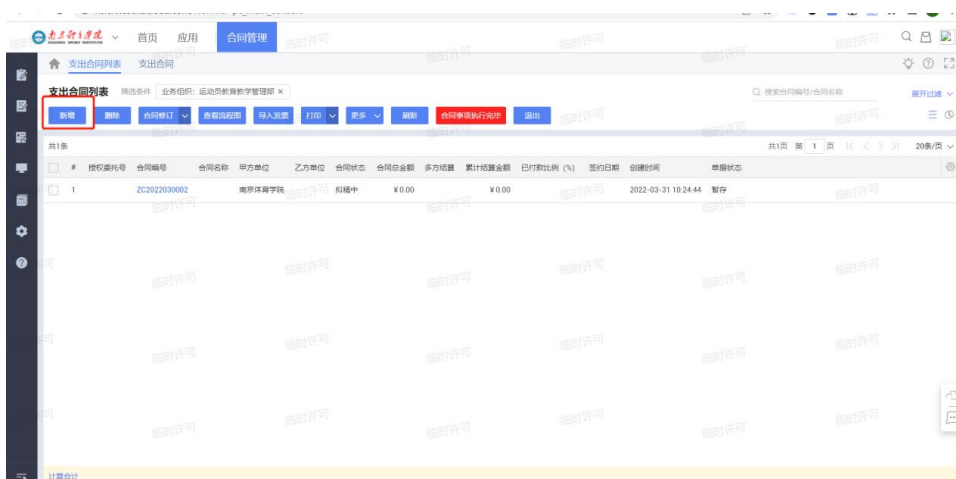 南京体育学院 首页 应用 合同管理
支出合同列表 支出合同
支出合同列表 筛选条件 业务组织：运动员教育教学管理部 × 搜索合同编号/合同名称 展开过滤
新增 删除 合同修订 查看流程图 导入发票 打印 更多 刷新 合同事项执行完毕 退出
共1条 共1页 第 1 页 20条/页
# 授权委托号 合同编号 合同名称 甲方单位 乙方单位 合同状态 合同总金额 多方结算 累计结算金额 已付款比例 (%) 签约日期 创建时间 单据状态
1 ZC2022030002 南京体育学院 拟稿中 ¥0.00 ¥0.00 2022-03-31 10:24:44 暂存
临时许可
计算合计